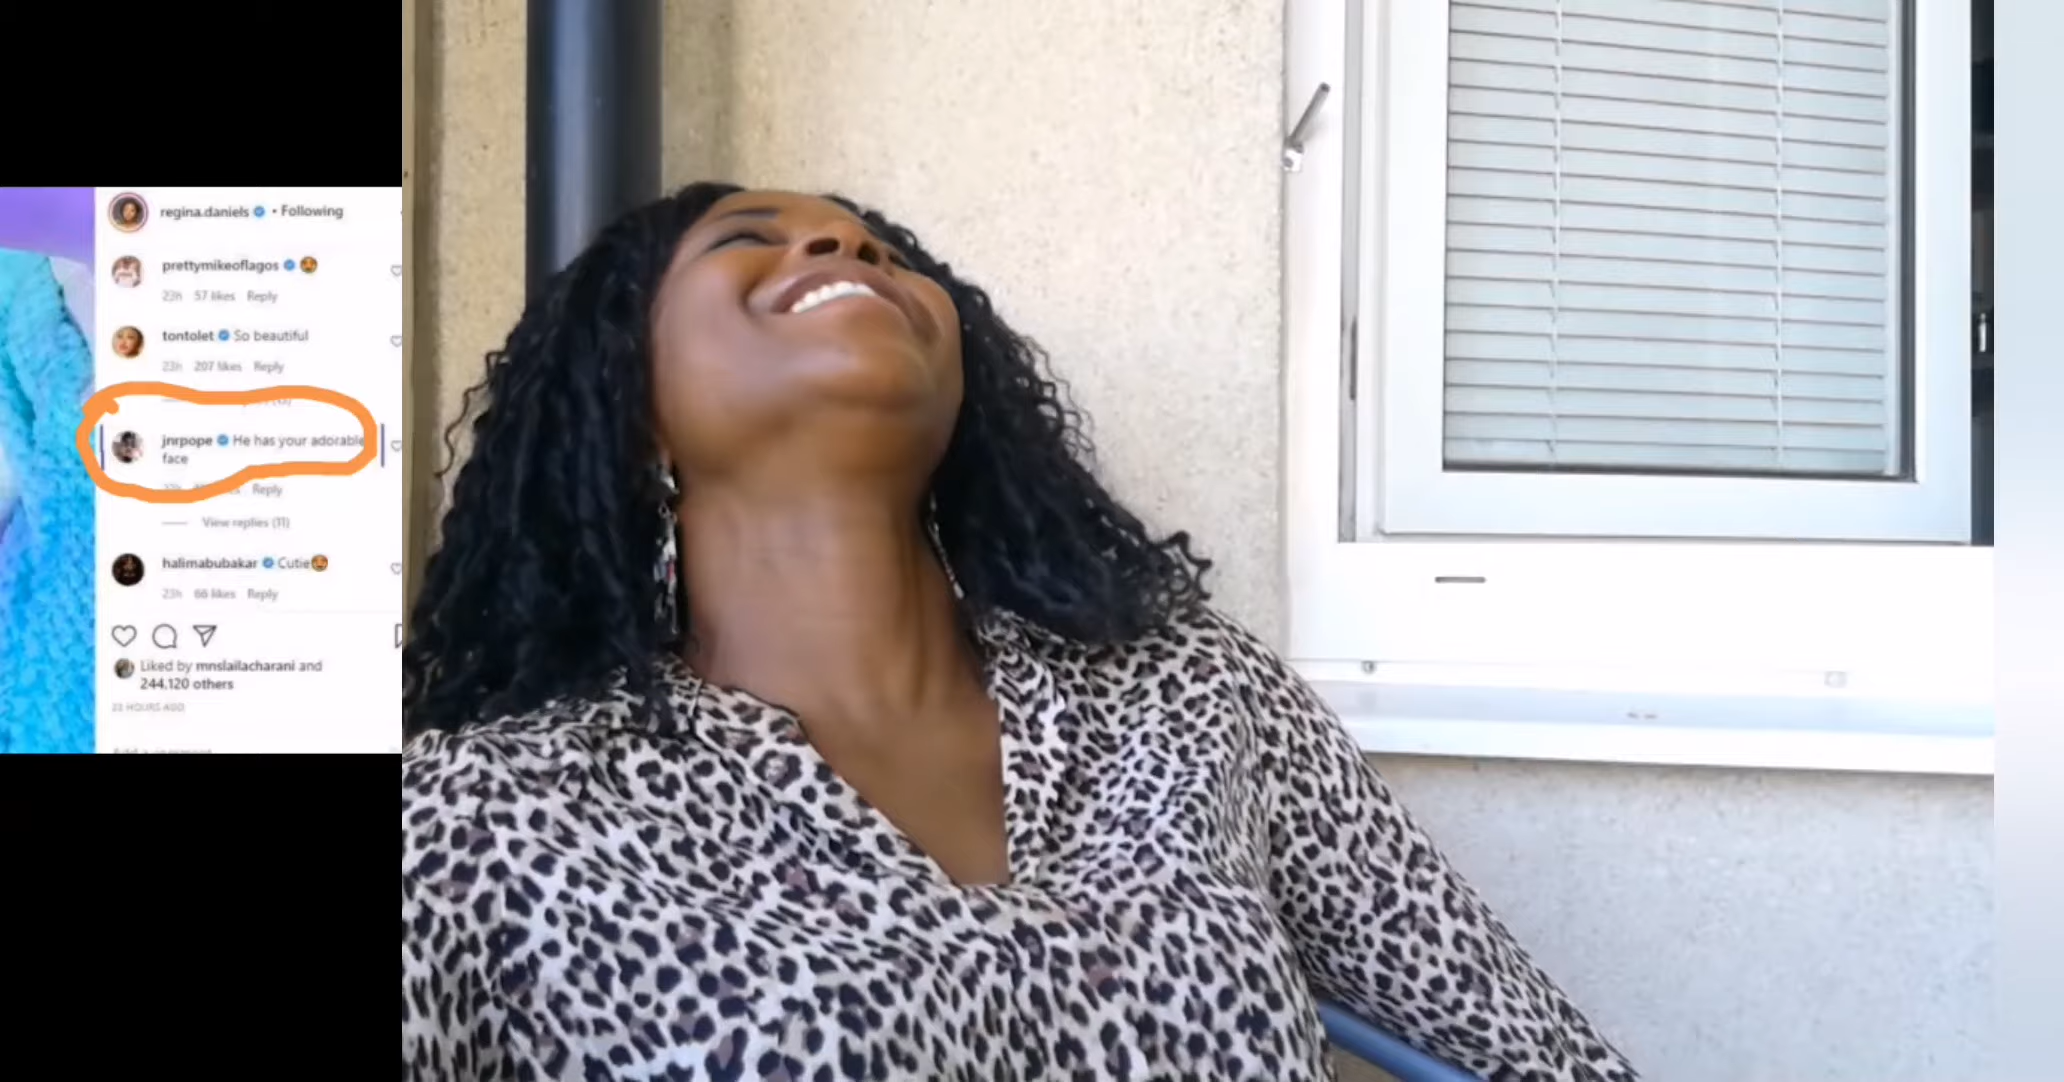 regina.daniels • Following
prettymikeoflagos 😍
23h 57 likes Reply
tontolet So beautiful
23h 207 likes Reply
jnrpope He has your adorable
face
Reply
View replies (11)
halimabubakar Cutie😍
23h 66 likes Reply
Liked by mnslailacharani and
244,120 others
HOURS AGO